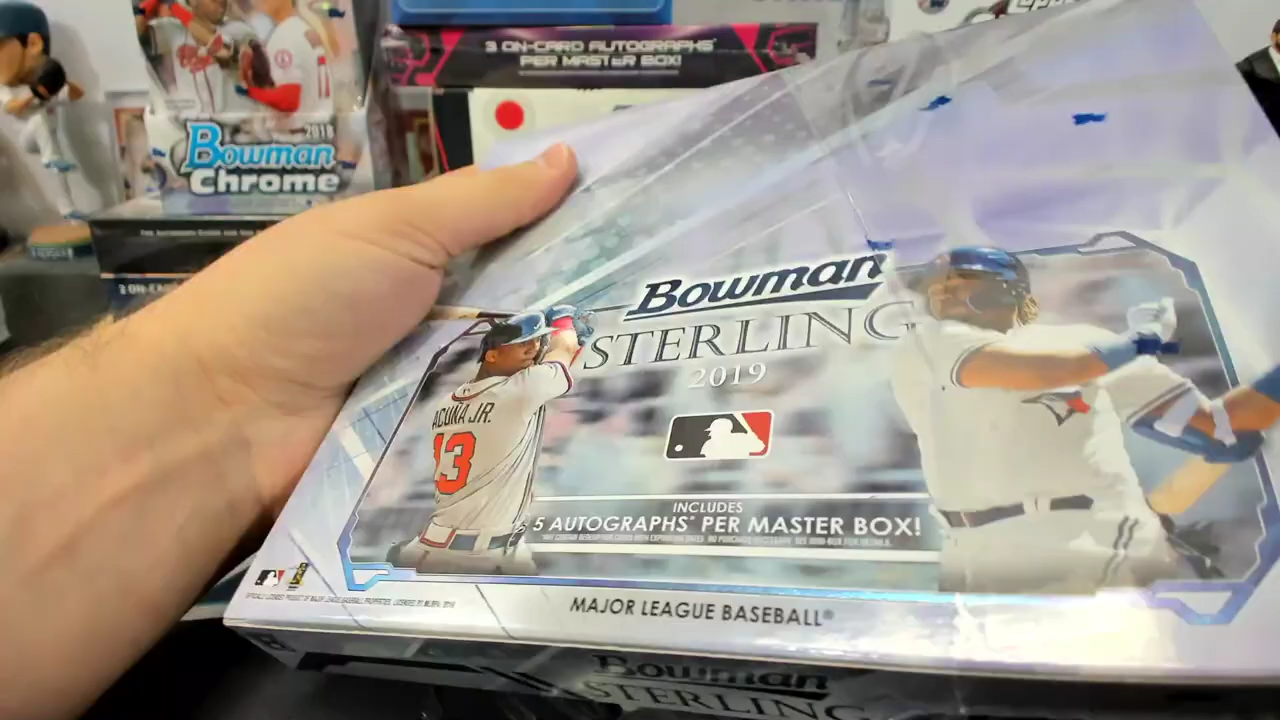 3 ON-CARD AUTOGRAPHS*
PER MASTER BOX!
2018
Bowman
Chrome
Bowman
STERLING
2019
ACUÑA JR.
13
INCLUDES
5 AUTOGRAPHS* PER MASTER BOX!
MAJOR LEAGUE BASEBALL®
Bowman
STERLING